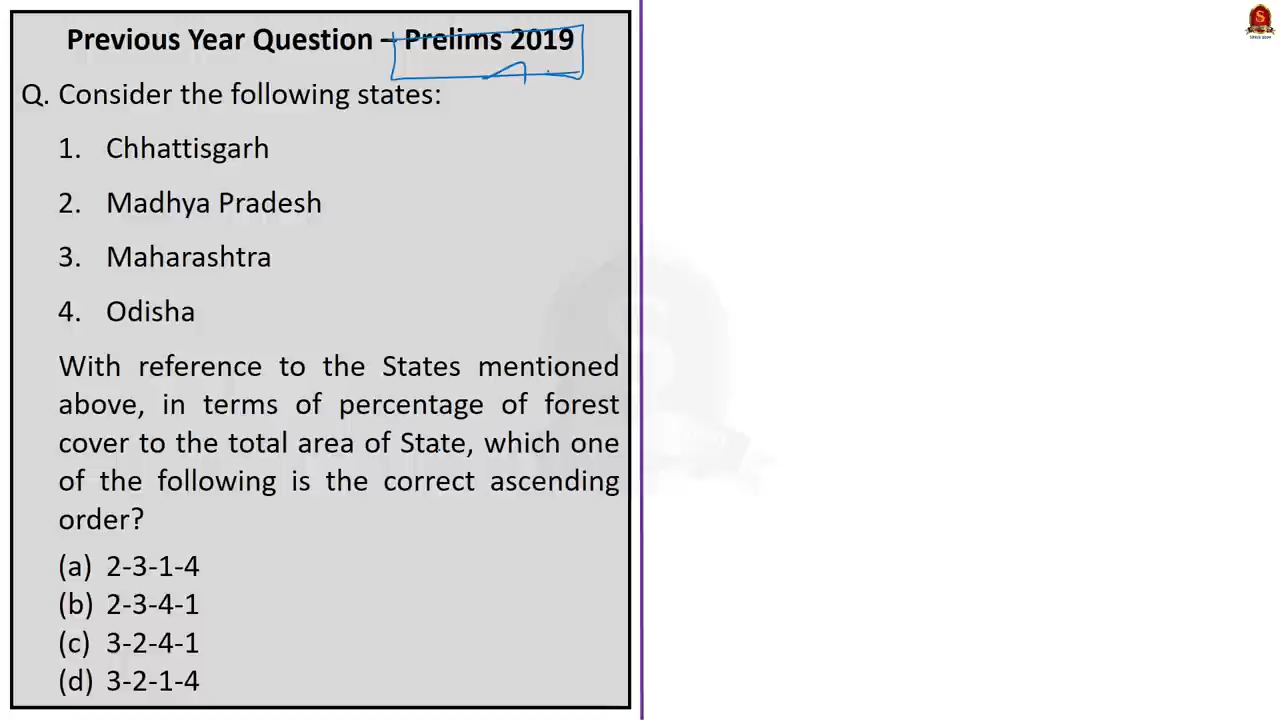 Previous Year Question – Prelims 2019
Q. Consider the following states:
1. Chhattisgarh
2. Madhya Pradesh
3. Maharashtra
4. Odisha
With reference to the States mentioned
above, in terms of percentage of forest
cover to the total area of State, which one
of the following is the correct ascending
order?
(a) 2-3-1-4
(b) 2-3-4-1
(c) 3-2-4-1
(d) 3-2-1-4